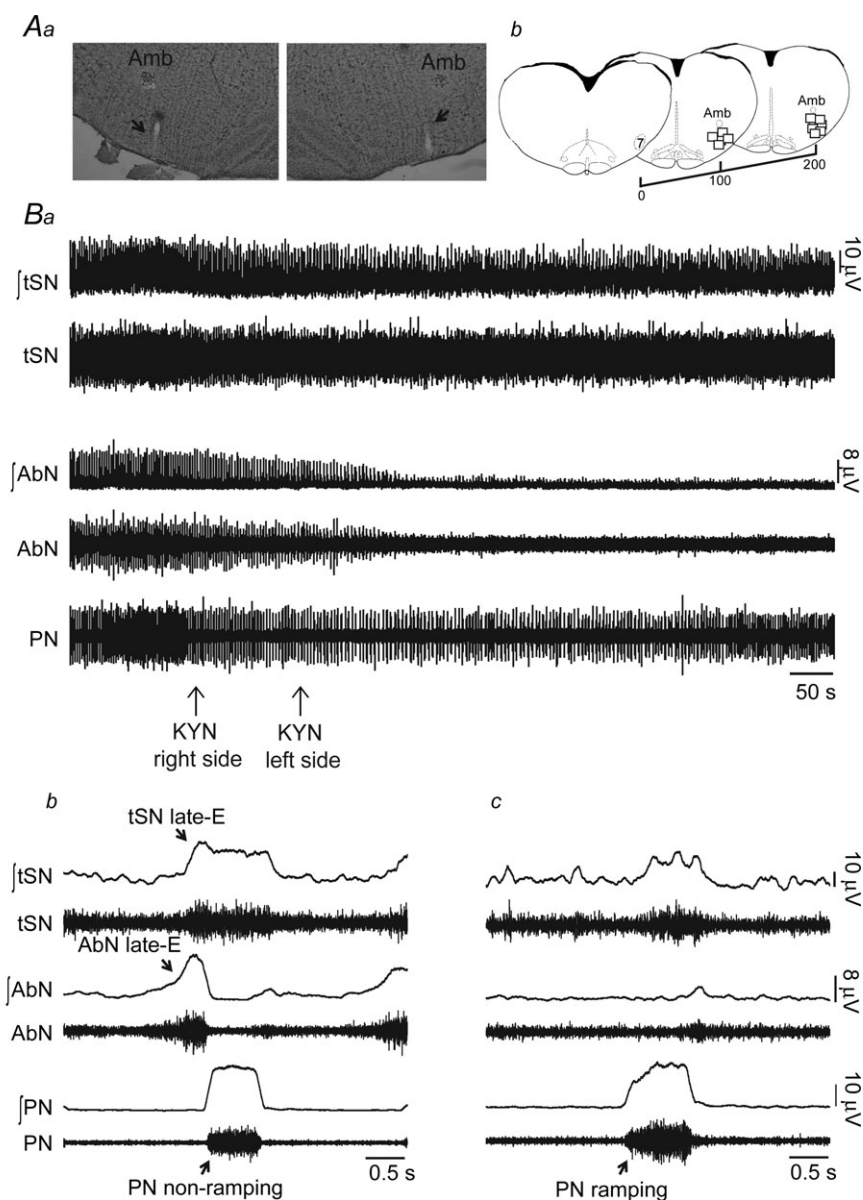 Aa
Amb
Amb
b
7
Amb
Amb
0
100
200
Ba
∫tSN
10 µV
tSN
∫AbN
8 µV
AbN
PN
50 s
KYN
right side
KYN
left side
b
c
tSN late-E
∫tSN
10 µV
tSN
AbN late-E
∫AbN
8 µV
AbN
∫PN
10 µV
PN
0.5 s
0.5 s
PN non-ramping
PN ramping